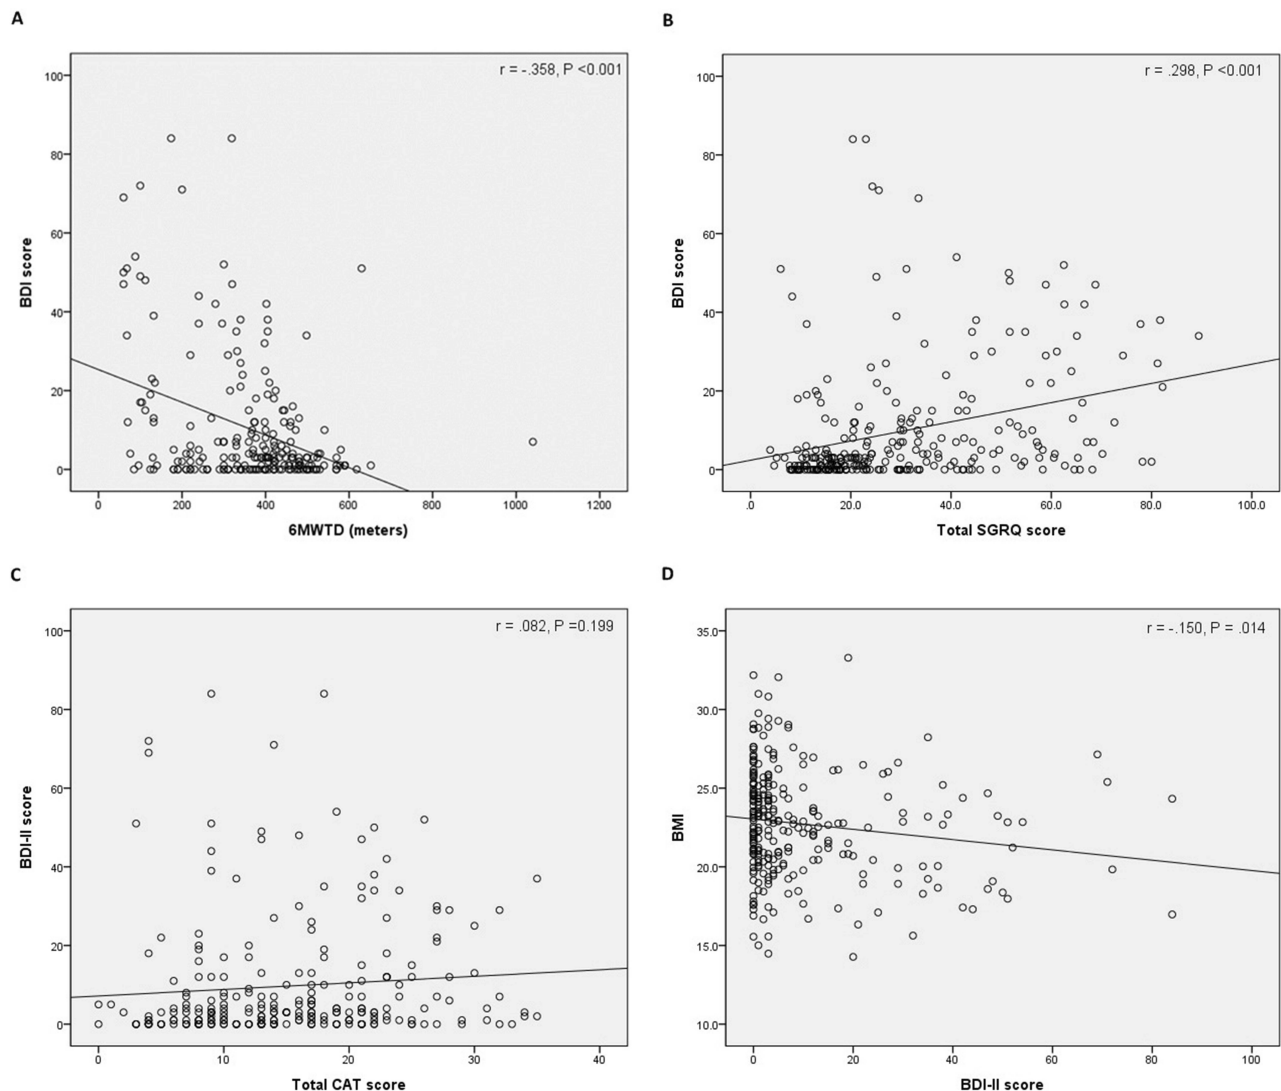 A
r = -.358, P <0.001
BDI score
100
80
60
40
20
0
0 200 400 600 800 1000 1200
6MWTD (meters)
B
r = .298, P <0.001
BDI score
100
80
60
40
20
0
.0 20.0 40.0 60.0 80.0 100.0
Total SGRQ score
C
r = .082, P =0.199
BDI-II score
100
80
60
40
20
0
0 10 20 30 40
Total CAT score
D
r = -.150, P = .014
BMI
35.0
30.0
25.0
20.0
15.0
10.0
0 20 40 60 80 100
BDI-II score